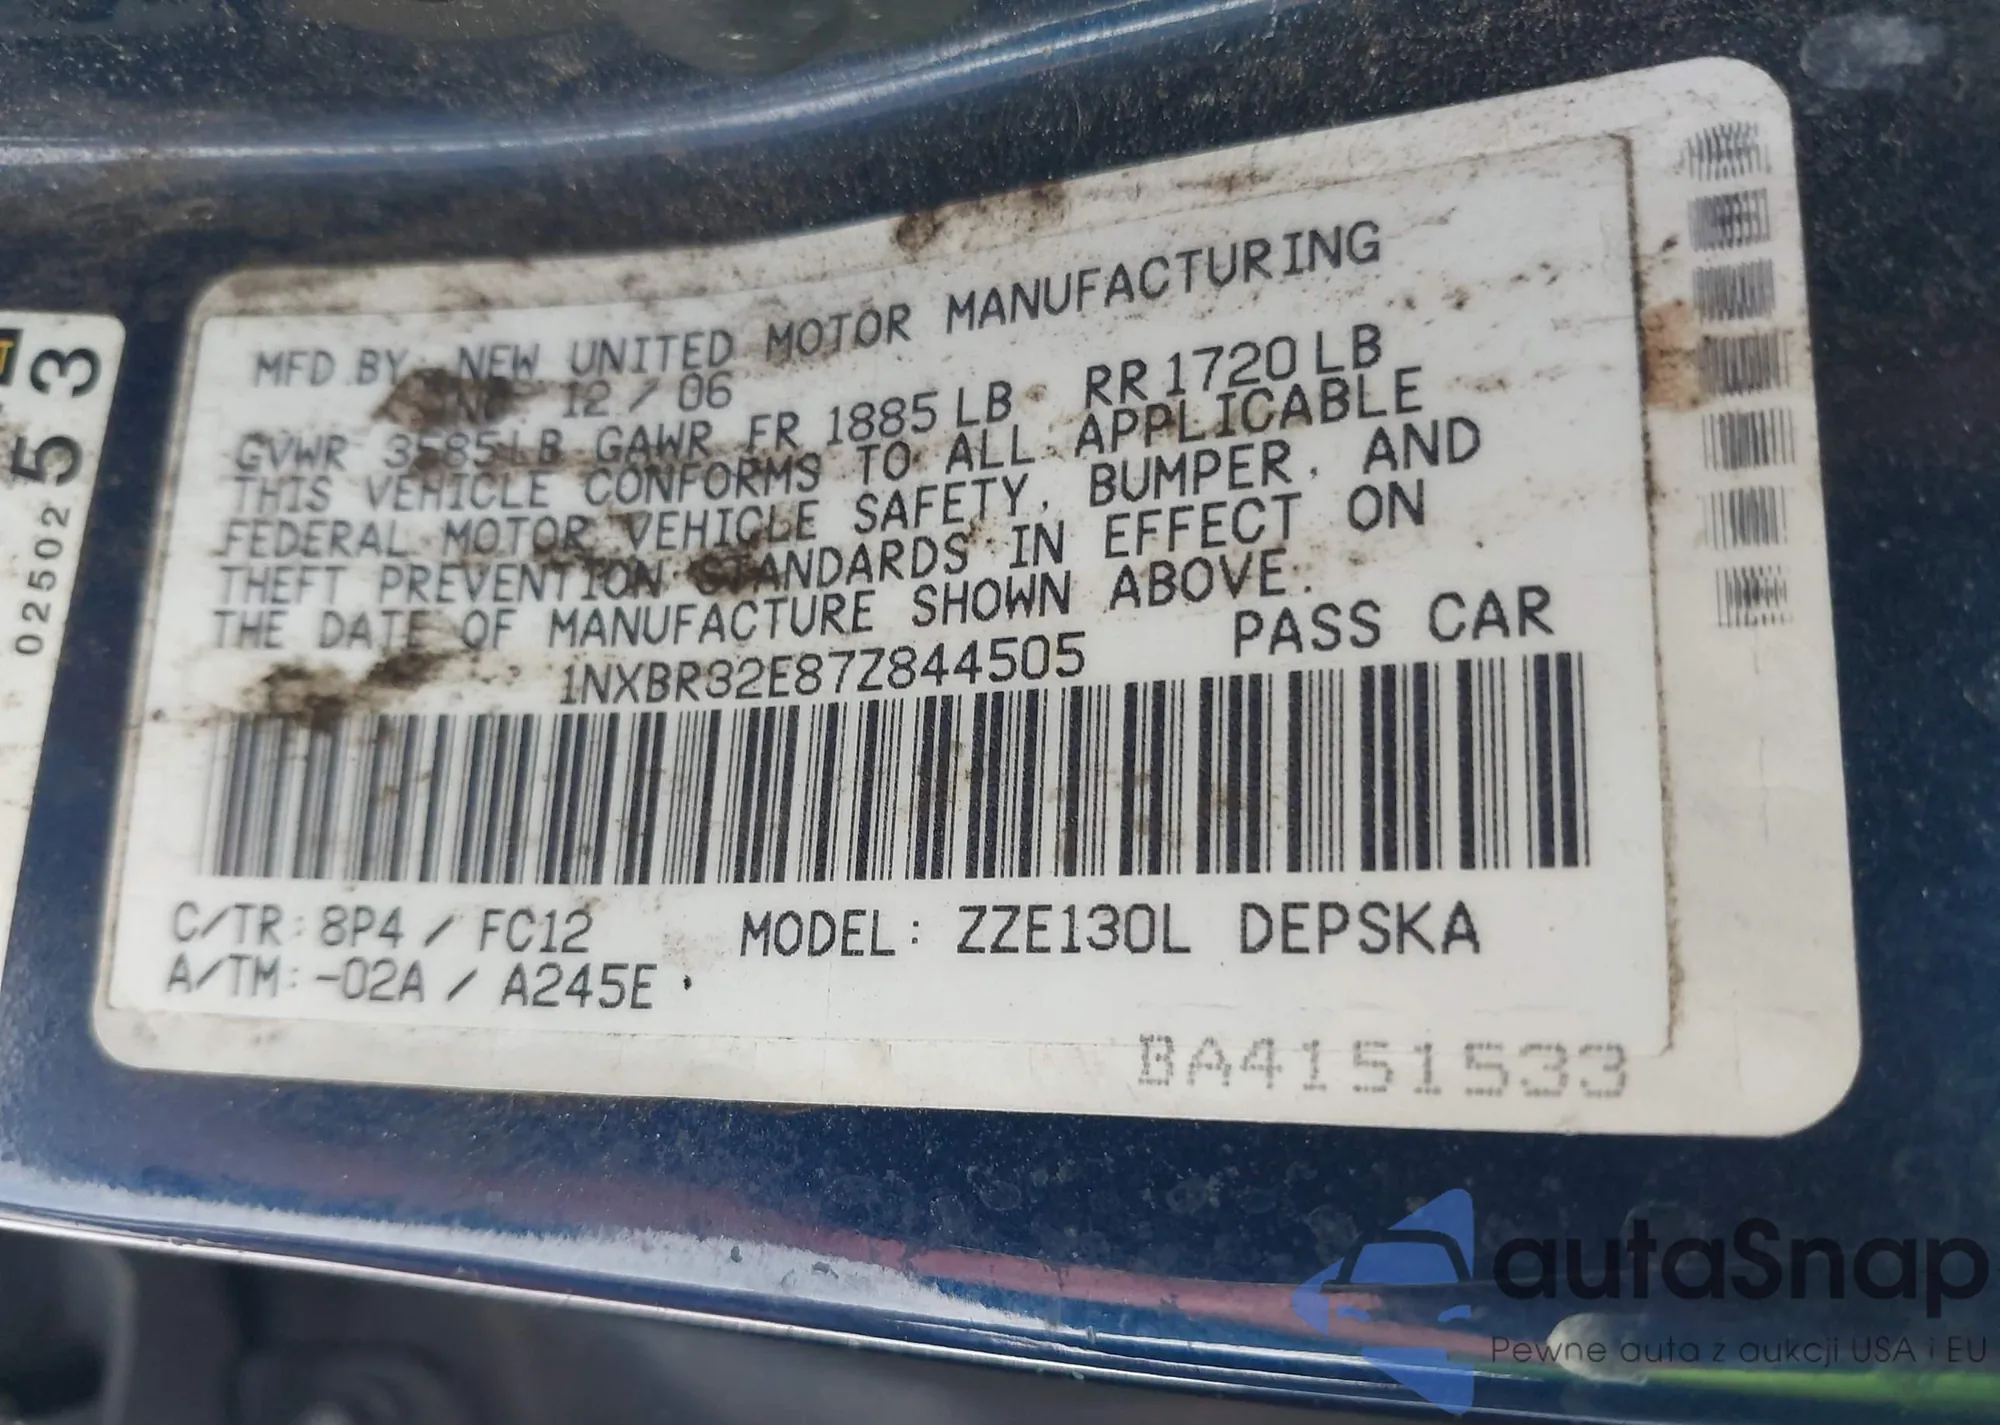 MFD BY: NEW UNITED MOTOR MANUFACTURING
12 / 06
GVWR 3585LB GAWR FR 1885 LB RR 1720 LB
THIS VEHICLE CONFORMS TO ALL APPLICABLE
FEDERAL MOTOR VEHICLE SAFETY, BUMPER, AND
THEFT PREVENTION STANDARDS IN EFFECT ON
THE DATE OF MANUFACTURE SHOWN ABOVE.
1NXBR32E87Z844505 PASS CAR
C/TR: 8P4 / FC12 MODEL: ZZE130L DEPSKA
A/TM: -02A / A245E
BA4151533
53
02502
autaSnap
Pewne auta z aukcji USA i EU